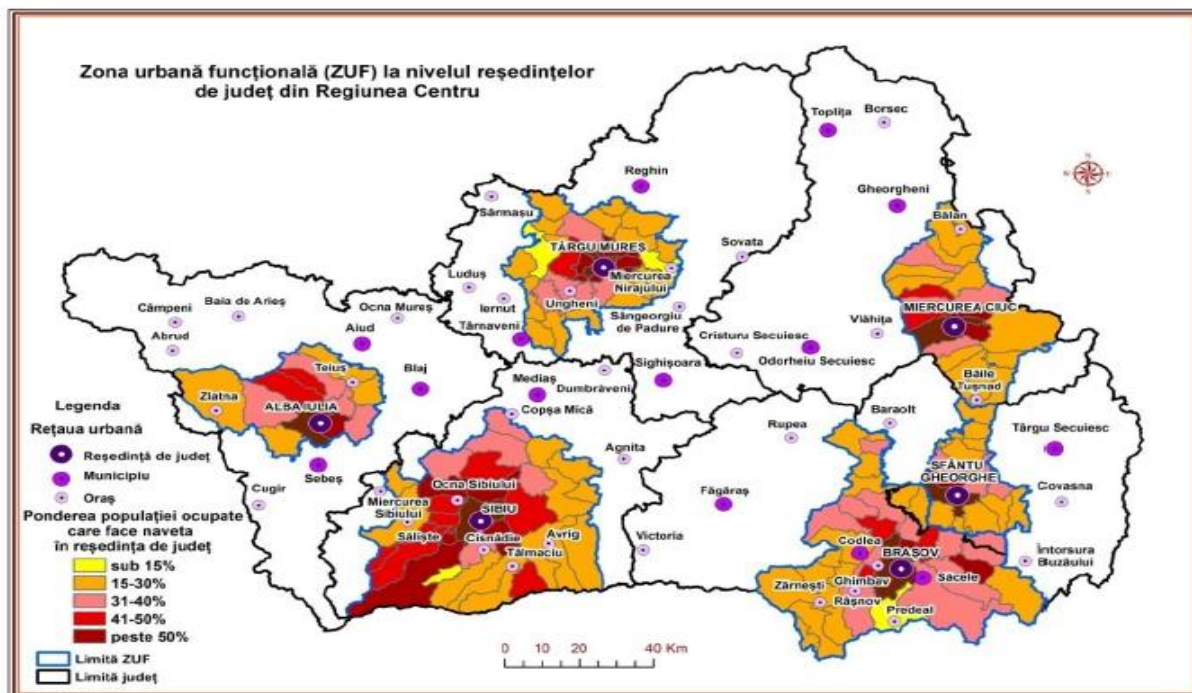 Zona urbană funcțională (ZUF) la nivelul reședințelor
de județ din Regiunea Centru
Toplița
Borsec
Reghin
Gheorgheni
Sărmașu
Bălan
TÂRGU MUREȘ
Sovata
Luduș
Miercurea
Nirajului
Iernut
Ungheni
MIERCUREA CIUC
Câmpeni
Baia de Arieș
Ocna Mureș
Sângeorgiu
de Padure
Vlăhița
Abrud
Aiud
Târnaveni
Cristuru Secuiesc
Odorheiu Secuiesc
Teiuș
Blaj
Mediaș
Dumbrăveni
Sighișoara
Băile
Tușnad
Zlatna
ALBA IULIA
Copșa Mică
Baraolt
Rupea
Târgu Secuiesc
Agnita
SFÂNTU
GHEORGHE
Sebeș
Ocna Sibiului
Cugir
Miercurea
Sibiului
SIBIU
Făgăraș
Covasna
Săliște
Cisnădie
Avrig
Tălmaciu
Victoria
Codlea
BRAȘOV
Întorsura
Bluzăului
Zărnești
Ghimbav
Săcele
Râșnov
Predeal
Legenda
Rețaua urbană
Reședință de județ
Municipiu
Oraș
Ponderea populației ocupate
care face naveta
în reședința de județ
sub 15%
15-30%
31-40%
41-50%
peste 50%
Limită ZUF
Limită județ
0 10 20 40 Km
N
S